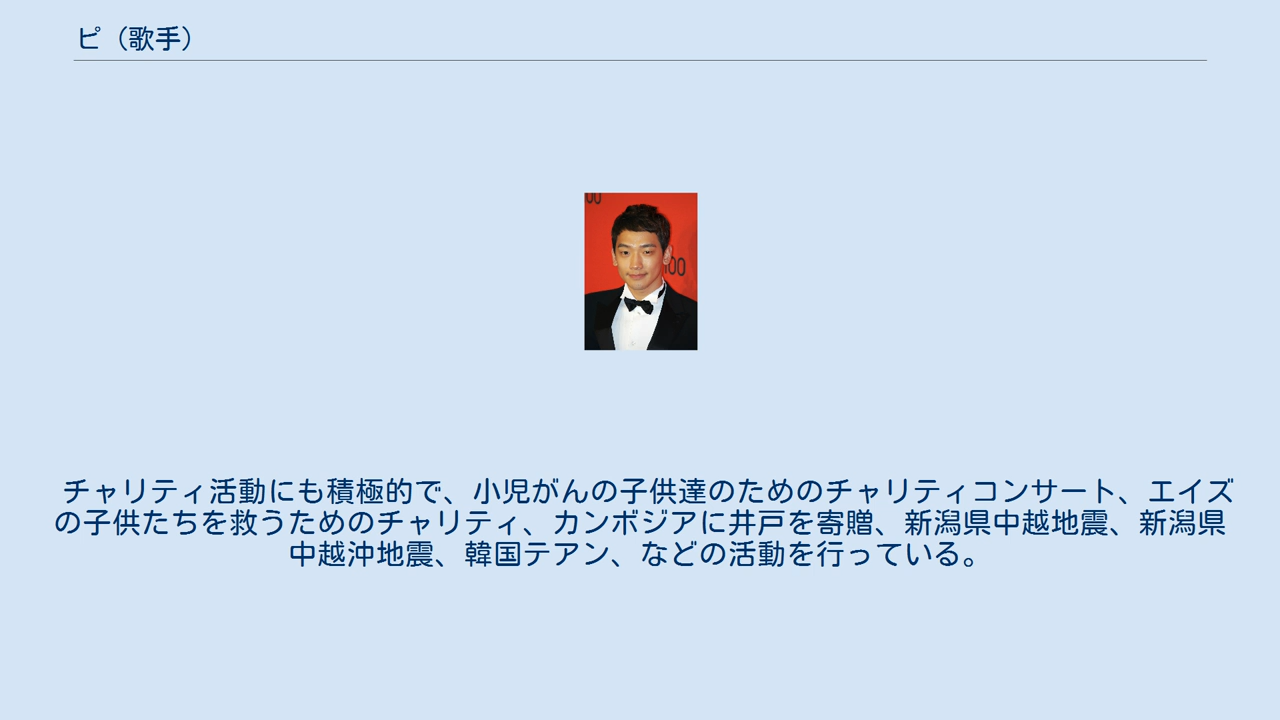 ピ（歌手）
00
100
チャリティ活動にも積極的で、小児がんの子供達のためのチャリティコンサート、エイズ
の子供たちを救うためのチャリティ、カンボジアに井戸を寄贈、新潟県中越地震、新潟県
中越沖地震、韓国テアン、などの活動を行っている。